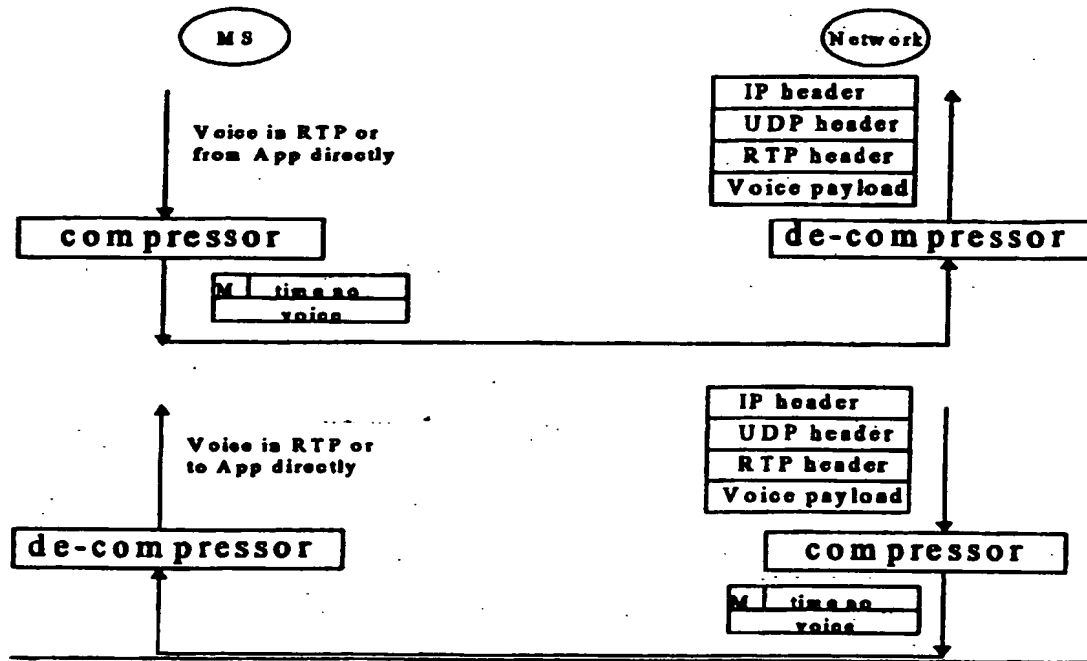 MS
Network
IP header
UDP header
RTP header
Voice payload
Voice in RTP or
from App directly
compressor
de-compressor
M time no
voice
IP header
UDP header
RTP header
Voice payload
Voice in RTP or
to App directly
de-compressor
compressor
M time no
voice